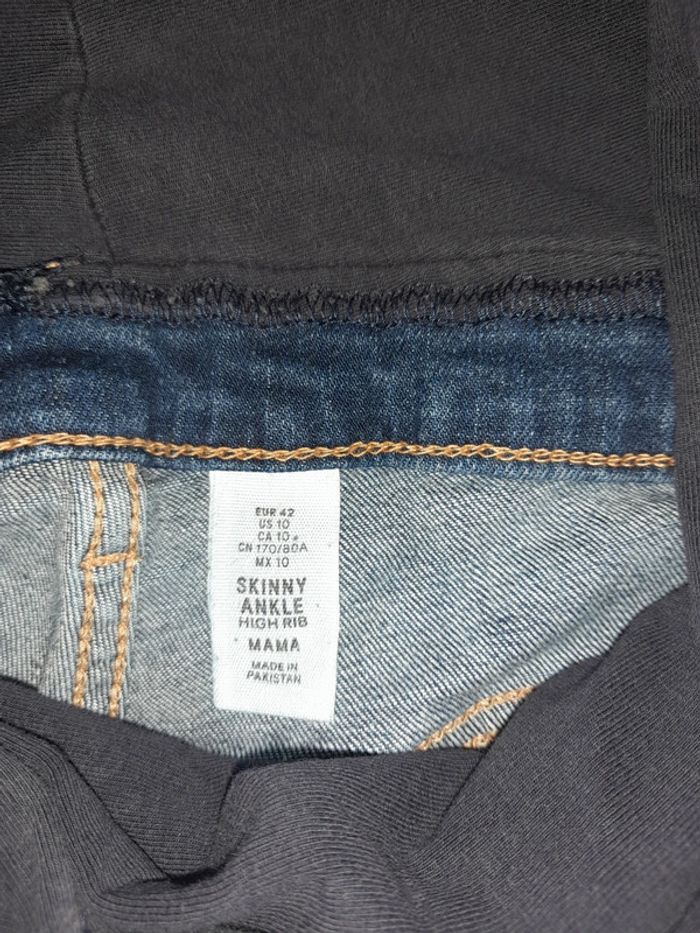 EUR 42
US 10
CA 10
CN 170/80A
MX 10
SKINNY
ANKLE
HIGH RIB
MAMA
MADE IN
PAKISTAN